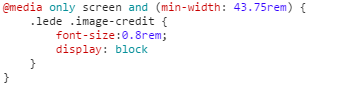 @media only screen and (min-width: 43.75rem) {
    .lede .image-credit {
        font-size:0.8rem;
        display: block
    }
}